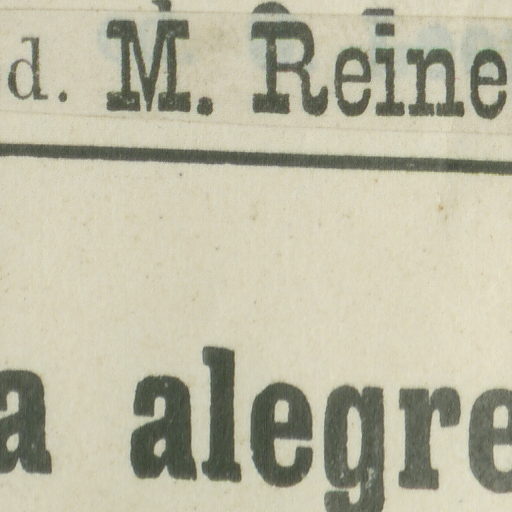 d. M. Reine
a alegre